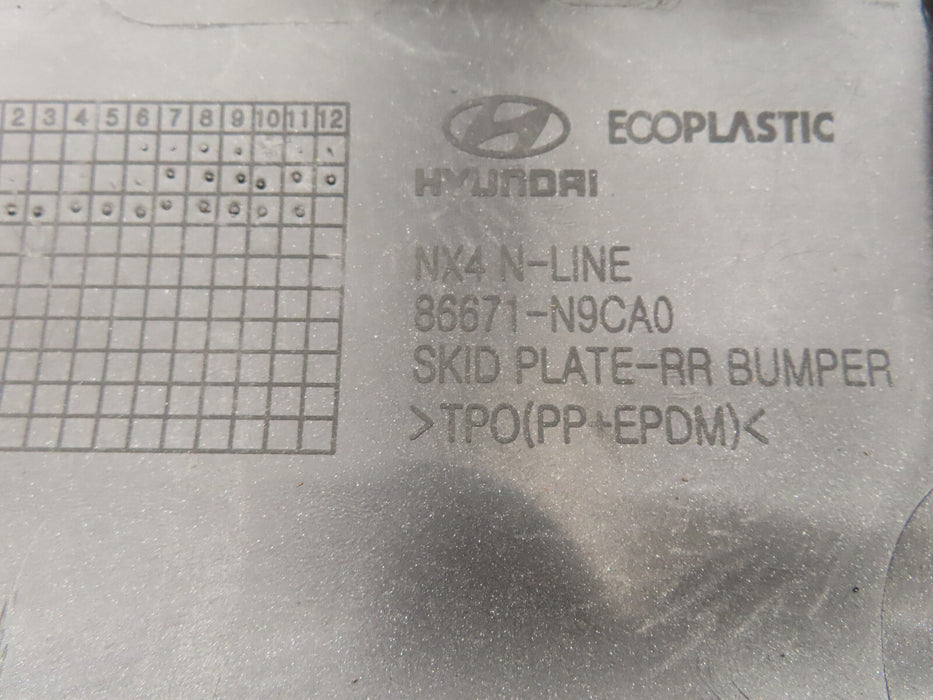 2 3 4 5 6 7 8 9 10 11 12
ECOPLASTIC
HYUNDAI
NX4 N-LINE
86671-N9CA0
SKID PLATE-RR BUMPER
>TPO(PP+EPDM)<